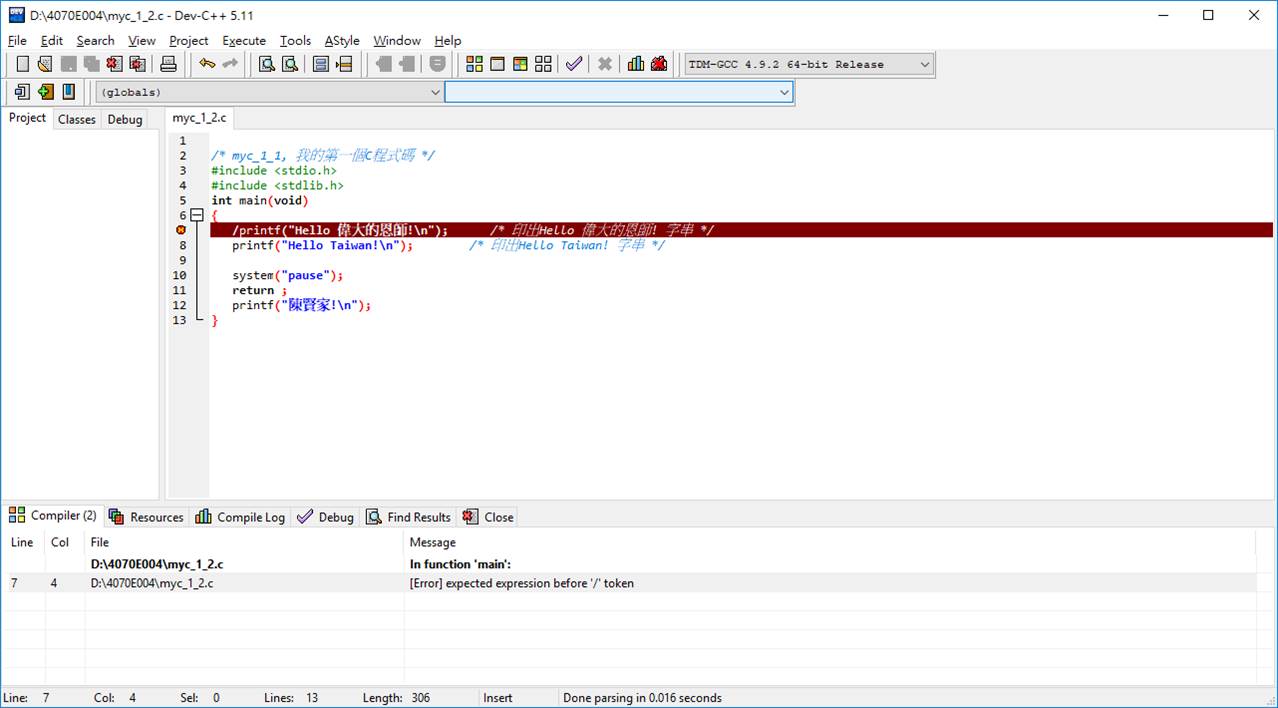 D:\4070E004\myc_1_2.c - Dev-C++ 5.11
File Edit Search View Project Execute Tools AStyle Window Help
TDM-GCC 4.9.2 64-bit Release
(globals)
Project Classes Debug myc_1_2.c
1
2 /* myc_1_1, 我的第一個C程式碼 */
3 #include <stdio.h>
4 #include <stdlib.h>
5 int main(void)
6 {
/printf("Hello 偉大的恩師!\n"); /* 印出Hello 偉大的恩師! 字串 */
8 printf("Hello Taiwan!\n"); /* 印出Hello Taiwan! 字串 */
9
10 system("pause");
11 return ;
12 printf("陳賢家!\n");
13 }
Compiler (2) Resources Compile Log Debug Find Results Close
Line Col File Message
D:\4070E004\myc_1_2.c In function 'main':
7 4 D:\4070E004\myc_1_2.c [Error] expected expression before '/' token
Line: 7 Col: 4 Sel: 0 Lines: 13 Length: 306 Insert Done parsing in 0.016 seconds